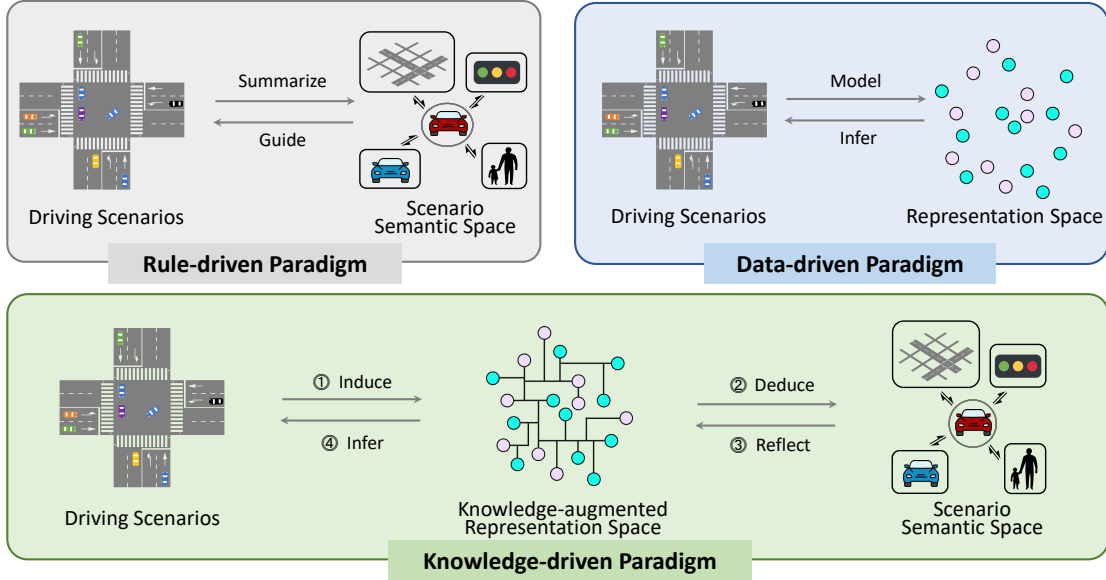 Summarize
Guide
Driving Scenarios
Scenario
Semantic Space
Rule-driven Paradigm
Model
Infer
Driving Scenarios
Representation Space
Data-driven Paradigm
① Induce
④ Infer
② Deduce
③ Reflect
Driving Scenarios
Knowledge-augmented
Representation Space
Scenario
Semantic Space
Knowledge-driven Paradigm